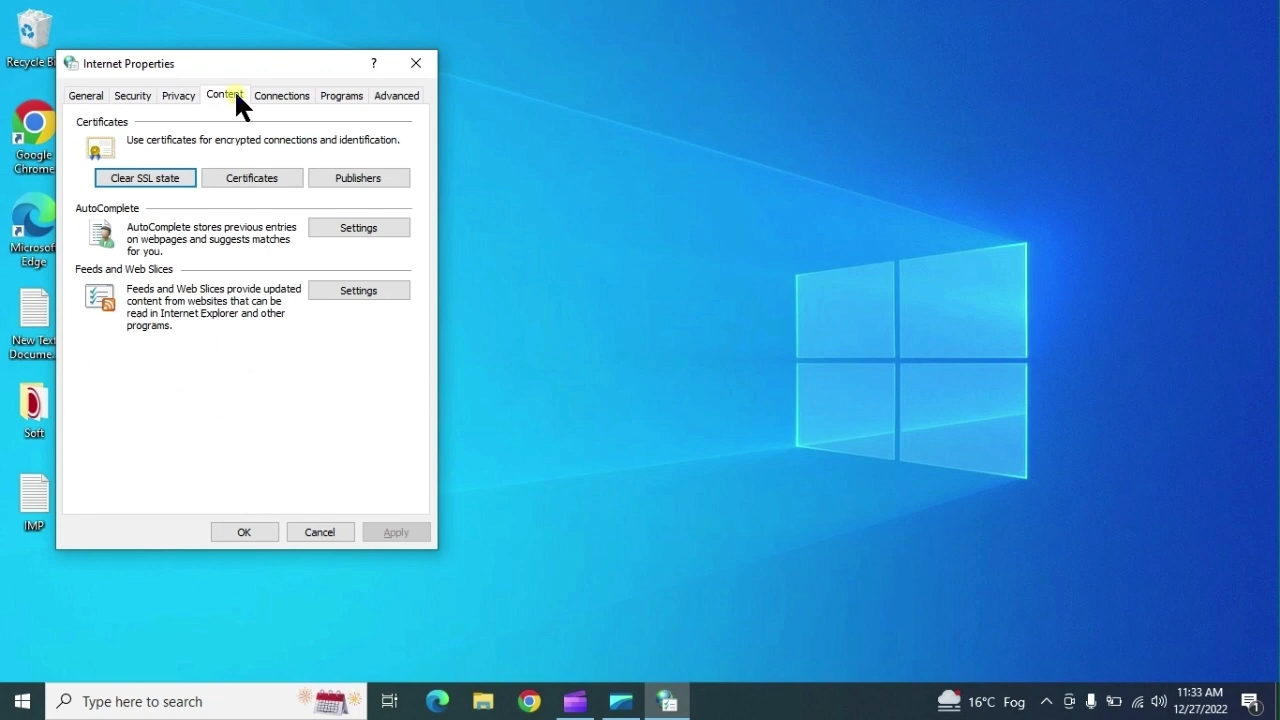 Recycle Bi
Google
Chrome
Microsof
Edge
New Text
Docume...
Soft
IMP
Internet Properties
?
General
Security
Privacy
Content
Connections
Programs
Advanced
Certificates
Use certificates for encrypted connections and identification.
Clear SSL state
Certificates
Publishers
AutoComplete
AutoComplete stores previous entries
on webpages and suggests matches
for you.
Settings
Feeds and Web Slices
Feeds and Web Slices provide updated
content from websites that can be
read in Internet Explorer and other
programs.
Settings
OK
Cancel
Apply
Type here to search
16°C Fog
11:33 AM
12/27/2022
1